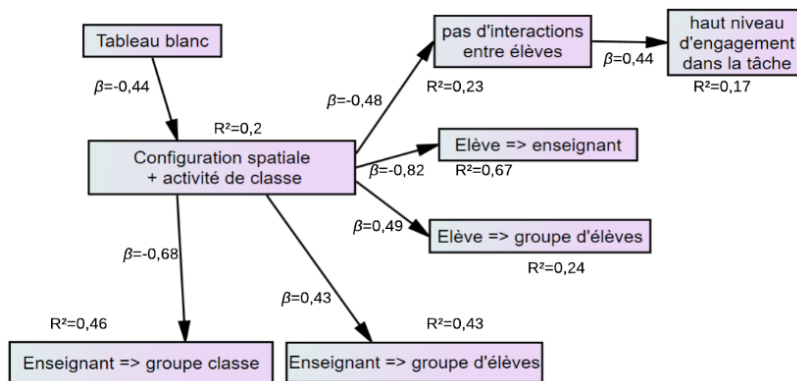 Tableau blanc
pas d'interactions
entre élèves
haut niveau
d'engagement
dans la tâche
β=0,44
β=-0,44
β=-0,48
R²=0,23
R²=0,17
R²=0,2
Configuration spatiale
+ activité de classe
Elève => enseignant
β=-0,82
R²=0,67
β=0,49
Elève => groupe d'élèves
R²=0,24
β=-0,68
β=0,43
R²=0,46
R²=0,43
Enseignant => groupe classe
Enseignant => groupe d'élèves